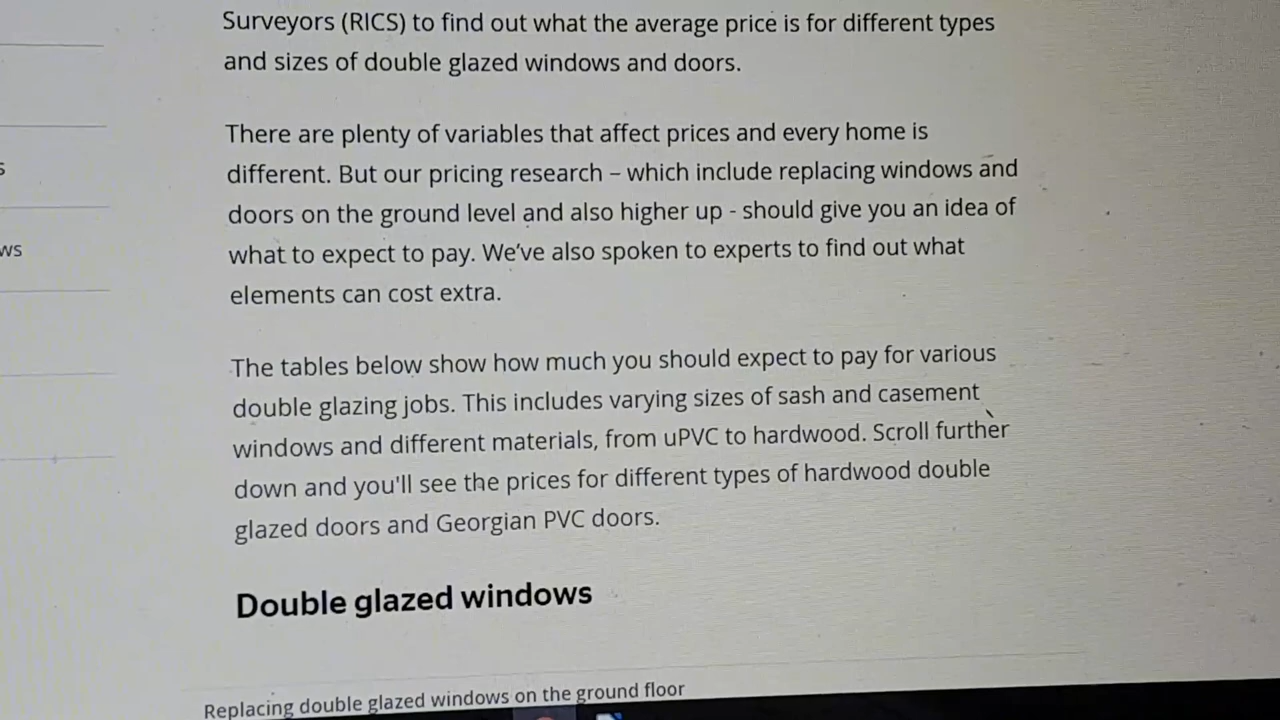 Surveyors (RICS) to find out what the average price is for different types
and sizes of double glazed windows and doors.
There are plenty of variables that affect prices and every home is
different. But our pricing research – which include replacing windows and
doors on the ground level and also higher up - should give you an idea of
what to expect to pay. We’ve also spoken to experts to find out what
elements can cost extra.
The tables below show how much you should expect to pay for various
double glazing jobs. This includes varying sizes of sash and casement
windows and different materials, from uPVC to hardwood. Scroll further
down and you'll see the prices for different types of hardwood double
glazed doors and Georgian PVC doors.
Double glazed windows
Replacing double glazed windows on the ground floor